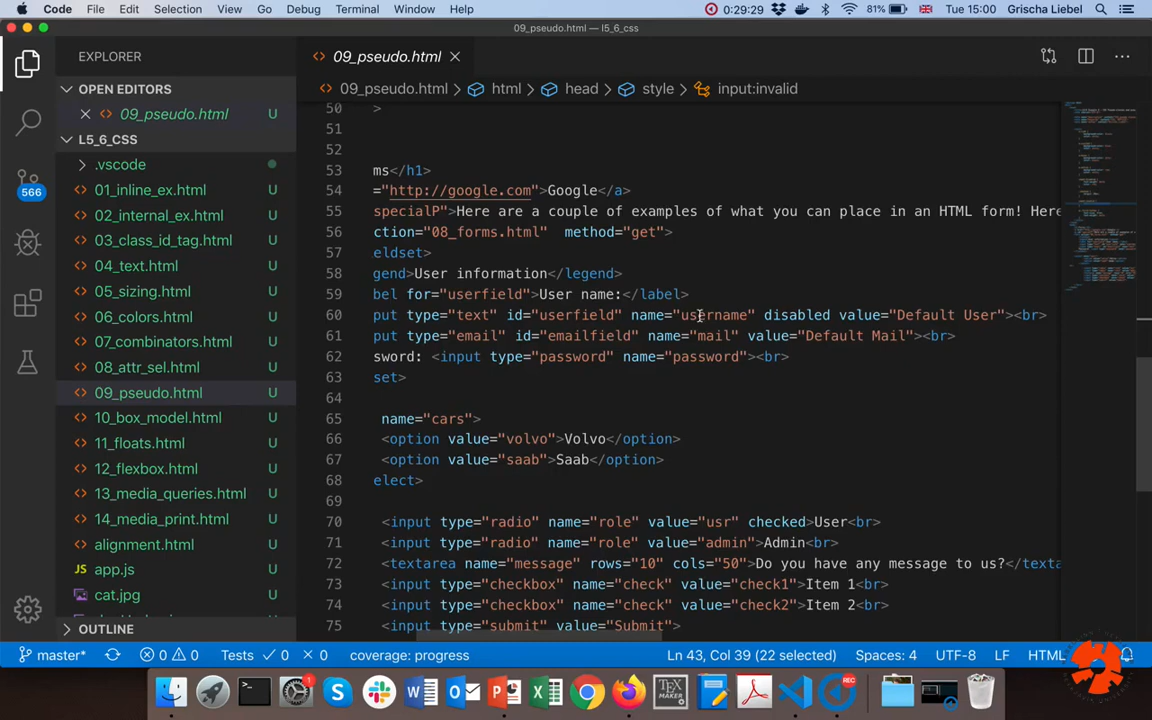 Code File Edit Selection View Go Debug Terminal Window Help 0:29:29 81% Tue 15:00 Grischa Liebel
09_pseudo.html — l5_6_css
EXPLORER
OPEN EDITORS
09_pseudo.html U
L5_6_CSS
.vscode
01_inline_ex.html U
02_internal_ex.html U
03_class_id_tag.html U
04_text.html U
05_sizing.html U
06_colors.html U
07_combinators.html U
08_attr_sel.html U
09_pseudo.html U
10_box_model.html U
11_floats.html U
12_flexbox.html U
13_media_queries.html U
14_media_print.html U
alignment.html U
app.js U
cat.jpg U
OUTLINE
566
09_pseudo.html
09_pseudo.html > html > head > style > input:invalid
50 >
51
52
53 ms</h1>
54 ="http://google.com">Google</a>
55 specialP">Here are a couple of examples of what you can place in an HTML form! Here
56 ction="08_forms.html" method="get">
57 eldset>
58 gend>User information</legend>
59 bel for="userfield">User name:</label>
60 put type="text" id="userfield" name="username" disabled value="Default User"><br>
61 put type="email" id="emailfield" name="mail" value="Default Mail"><br>
62 sword: <input type="password" name="password"><br>
63 set>
64
65 name="cars">
66 <option value="volvo">Volvo</option>
67 <option value="saab">Saab</option>
68 elect>
69
70 <input type="radio" name="role" value="usr" checked>User<br>
71 <input type="radio" name="role" value="admin">Admin<br>
72 <textarea name="message" rows="10" cols="50">Do you have any message to us?</texta
73 <input type="checkbox" name="check" value="check1">Item 1<br>
74 <input type="checkbox" name="check" value="check2">Item 2<br>
75 <input type="submit" value="Submit">
master* 0 0 Tests 0 0 coverage: progress Ln 43, Col 39 (22 selected) Spaces: 4 UTF-8 LF HTML
1 REC
TEX
MAKER